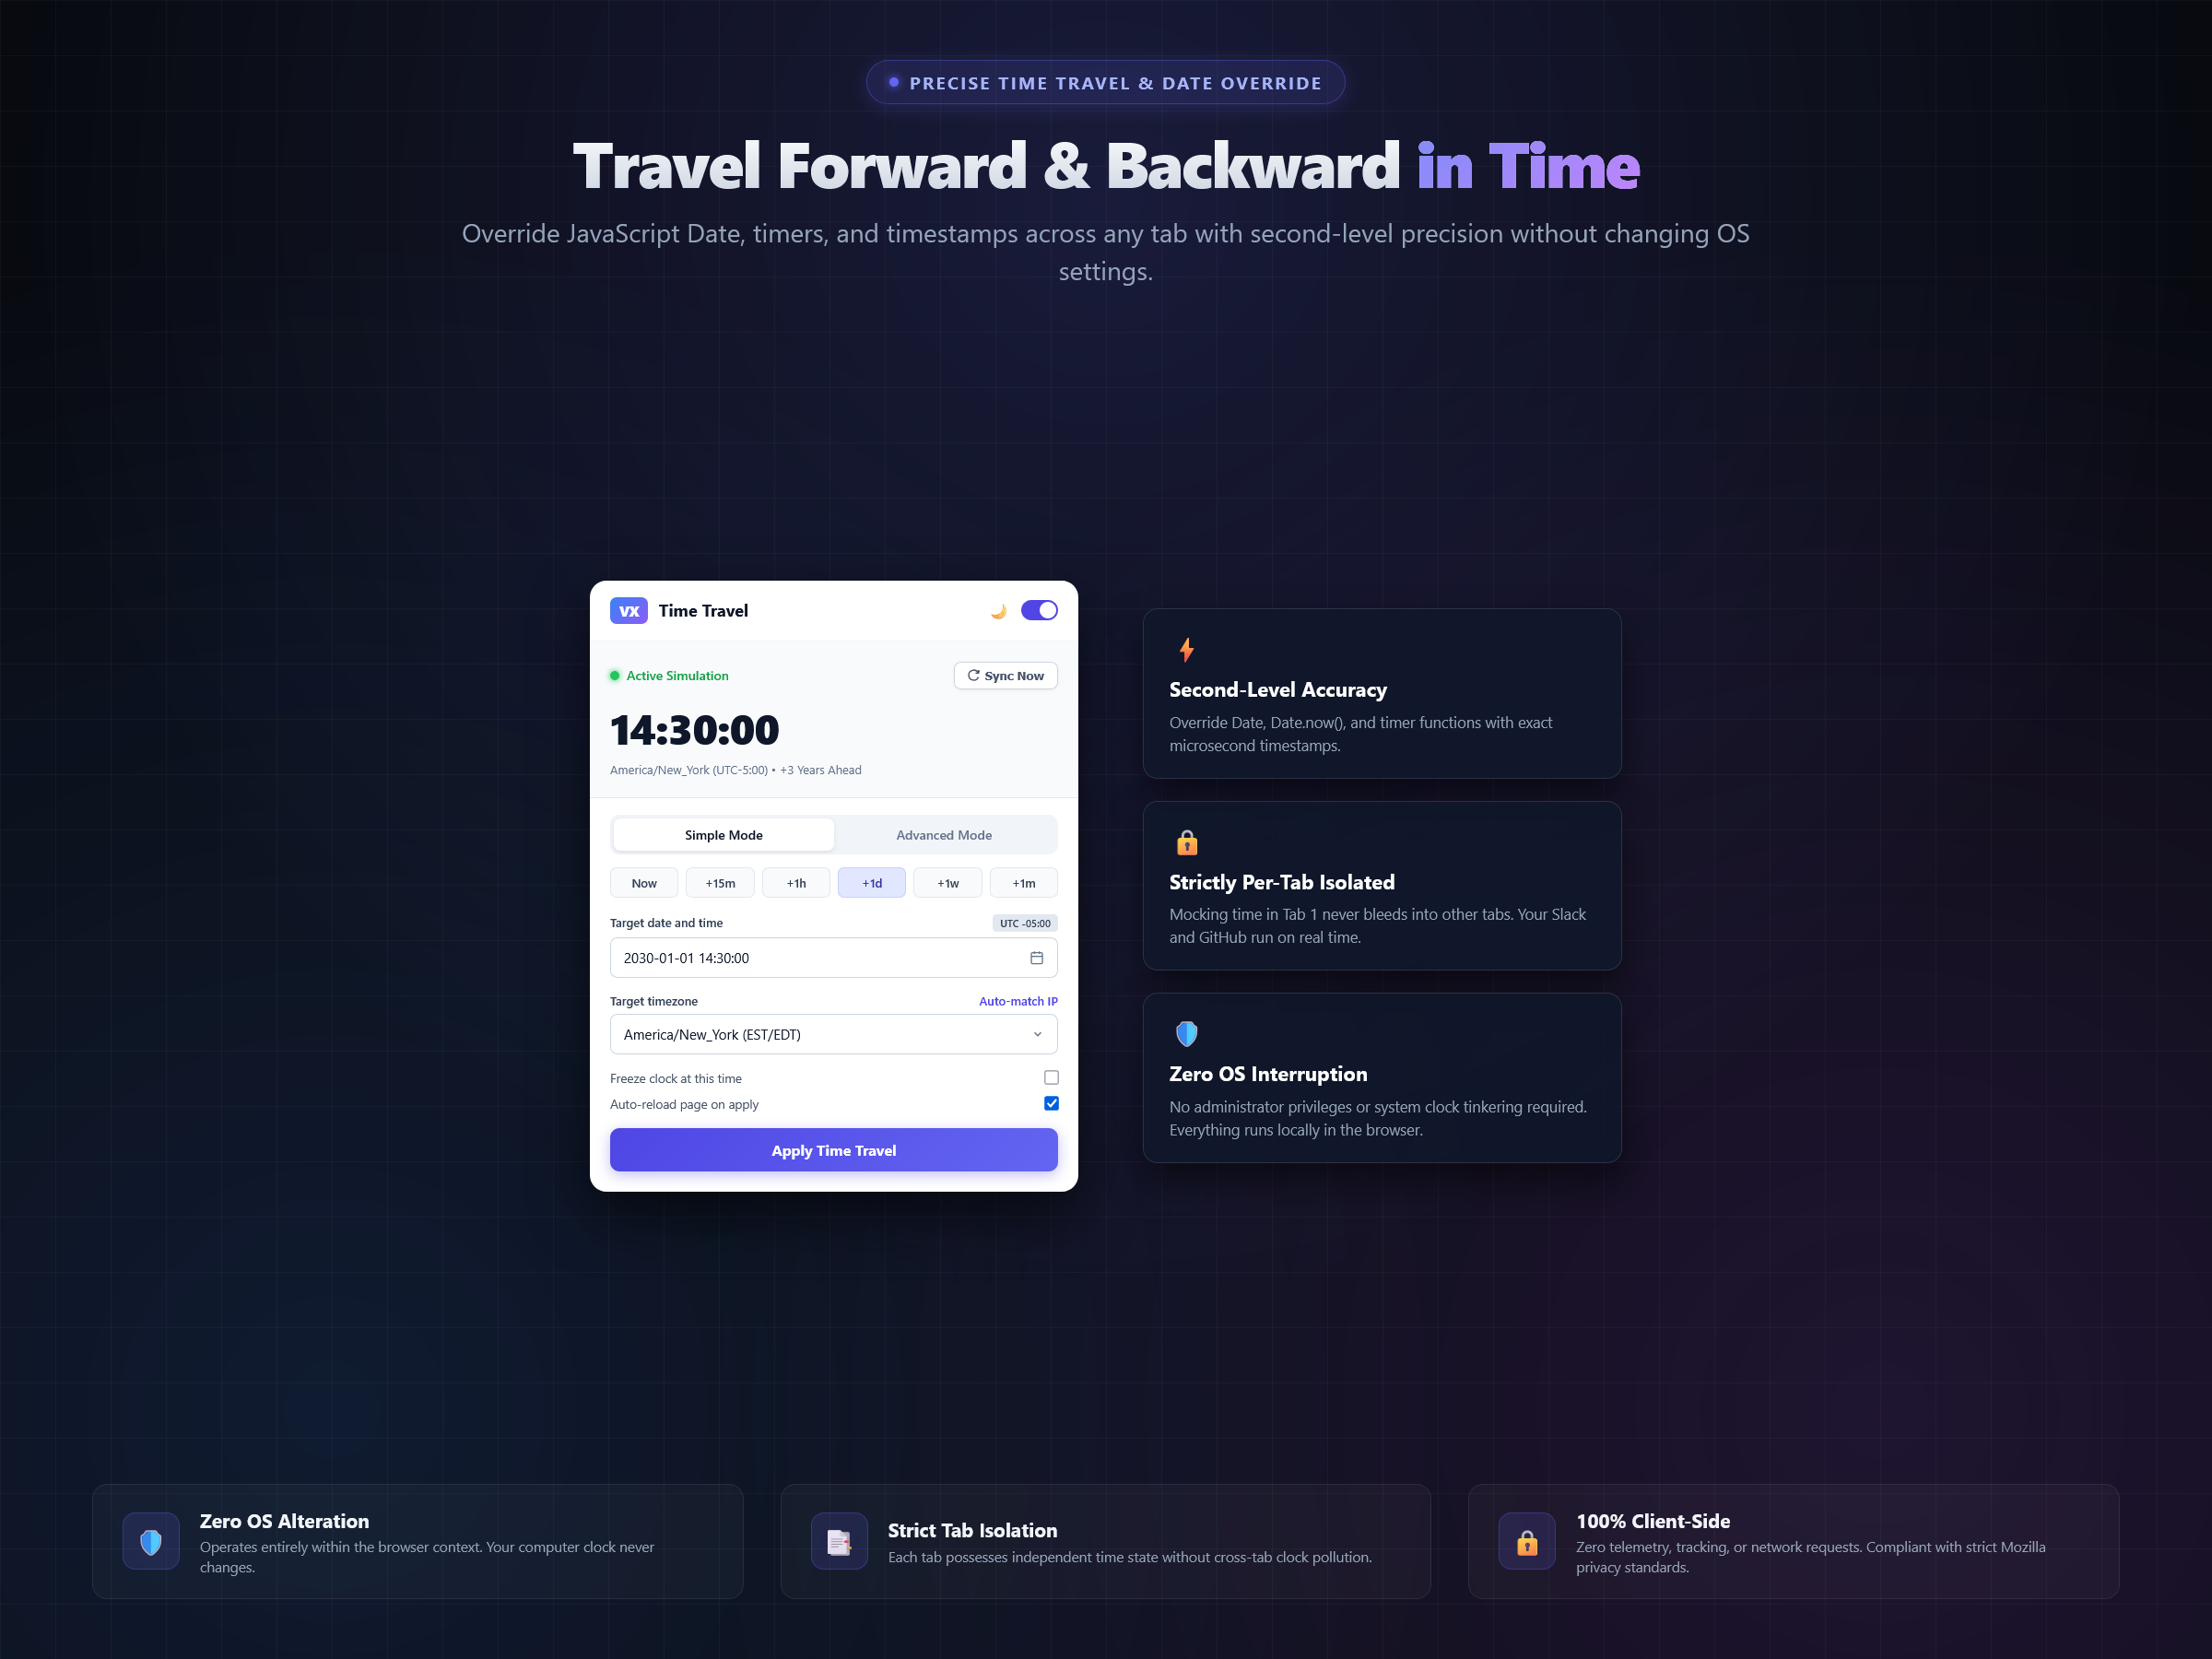 PRECISE TIME TRAVEL & DATE OVERRIDE
Travel Forward & Backward in Time
Override JavaScript Date, timers, and timestamps across any tab with second-level precision without changing OS
settings.
VX Time Travel
Active Simulation
Sync Now
14:30:00
America/New_York (UTC-5:00) • +3 Years Ahead
Simple Mode
Advanced Mode
Now
+15m
+1h
+1d
+1w
+1m
Target date and time
UTC -05:00
2030-01-01 14:30:00
Target timezone
Auto-match IP
America/New_York (EST/EDT)
Freeze clock at this time
Auto-reload page on apply
Apply Time Travel
Second-Level Accuracy
Override Date, Date.now(), and timer functions with exact
microsecond timestamps.
Strictly Per-Tab Isolated
Mocking time in Tab 1 never bleeds into other tabs. Your Slack
and GitHub run on real time.
Zero OS Interruption
No administrator privileges or system clock tinkering required.
Everything runs locally in the browser.
Zero OS Alteration
Operates entirely within the browser context. Your computer clock never
changes.
Strict Tab Isolation
Each tab possesses independent time state without cross-tab clock pollution.
100% Client-Side
Zero telemetry, tracking, or network requests. Compliant with strict Mozilla
privacy standards.